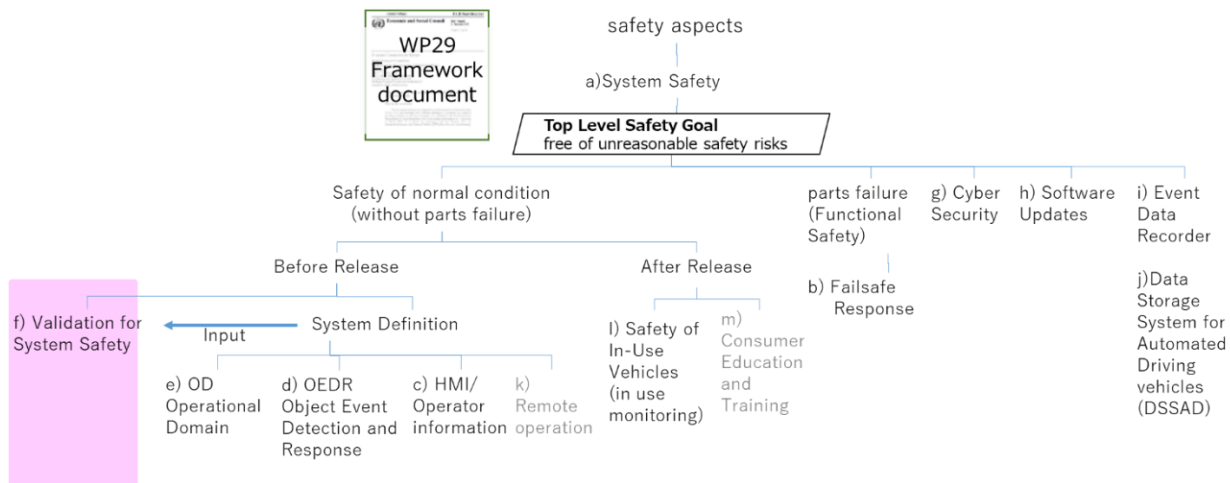 Economic and Social Council
WP29
Framework
document
safety aspects
a)System Safety
Top Level Safety Goal
free of unreasonable safety risks
Safety of normal condition
(without parts failure)
parts failure
(Functional
Safety)
g) Cyber
Security
h) Software
Updates
i) Event
Data
Recorder
Before Release
After Release
b) Failsafe
Response
j)Data
Storage
System for
Automated
Driving
vehicles
(DSSAD)
f) Validation for
System Safety
Input
System Definition
l) Safety of
In-Use
Vehicles
(in use
monitoring)
m)
Consumer
Education
and
Training
e) OD
Operational
Domain
d) OEDR
Object Event
Detection and
Response
c) HMI/
Operator
information
k)
Remote
operation